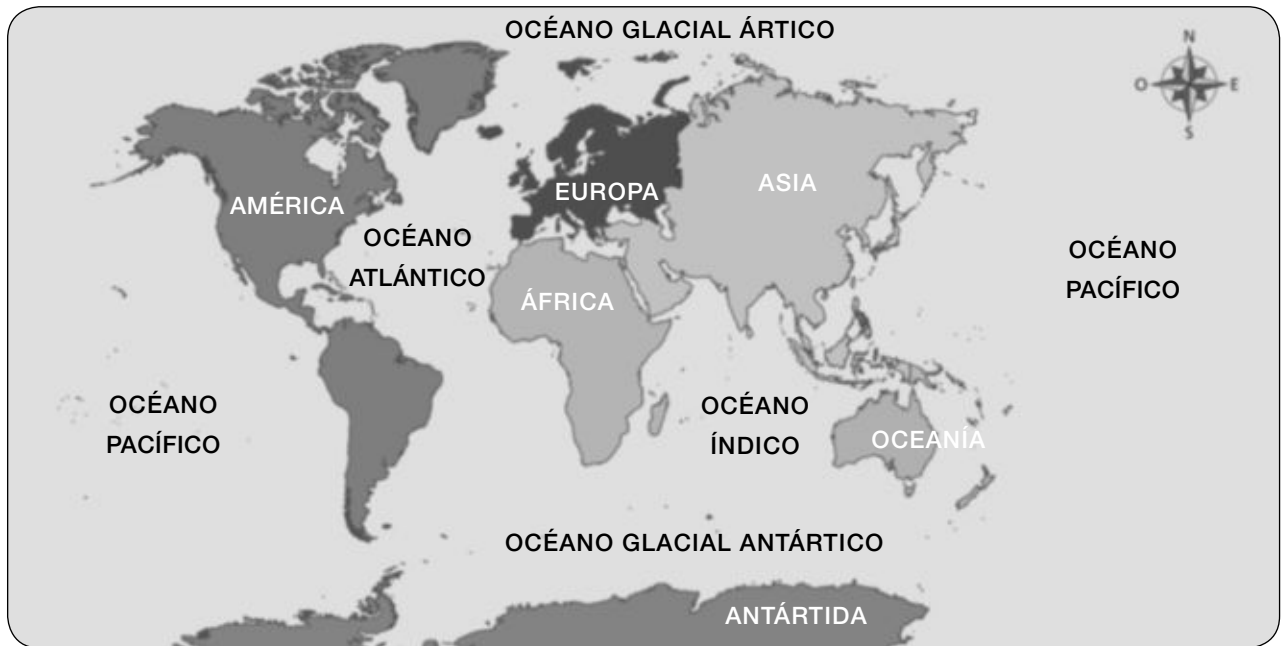 OCÉANO GLACIAL ÁRTICO
N
O
E
S
AMÉRICA
EUROPA
ASIA
OCÉANO
ATLÁNTICO
ÁFRICA
OCÉANO
PACÍFICO
OCÉANO
PACÍFICO
OCÉANO
ÍNDICO
OCEANÍA
OCÉANO GLACIAL ANTÁRTICO
ANTÁRTIDA